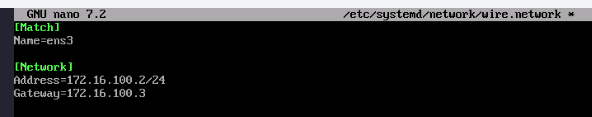 GNU nano 7.2 /etc/systemd/network/wire.network *
[Match]
Name=ens3
[Network]
Address=172.16.100.2/24
Gateway=172.16.100.3